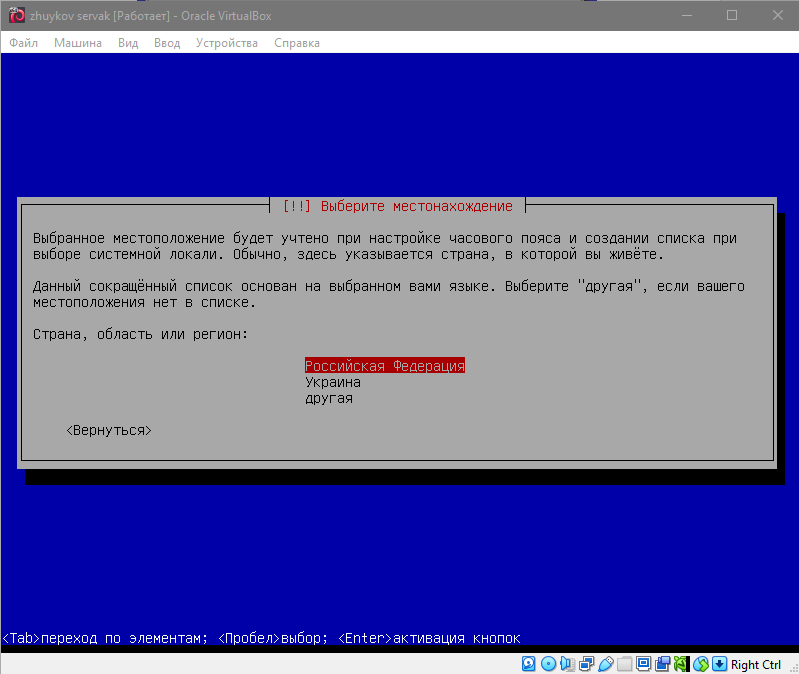 zhuykov servak [Работает] - Oracle VirtualBox
Файл Машина Вид Ввод Устройства Справка
[!!] Выберите местонахождение
Выбранное местоположение будет учтено при настройке часового пояса и создании списка при
выборе системной локали. Обычно, здесь указывается страна, в которой вы живёте.
Данный сокращённый список основан на выбранном вами языке. Выберите "другая", если вашего
местоположения нет в списке.
Страна, область или регион:
Российская Федерация
Украина
другая
<Вернуться>
<Tab>переход по элементам; <Пробел>выбор; <Enter>активация кнопок
Right Ctrl